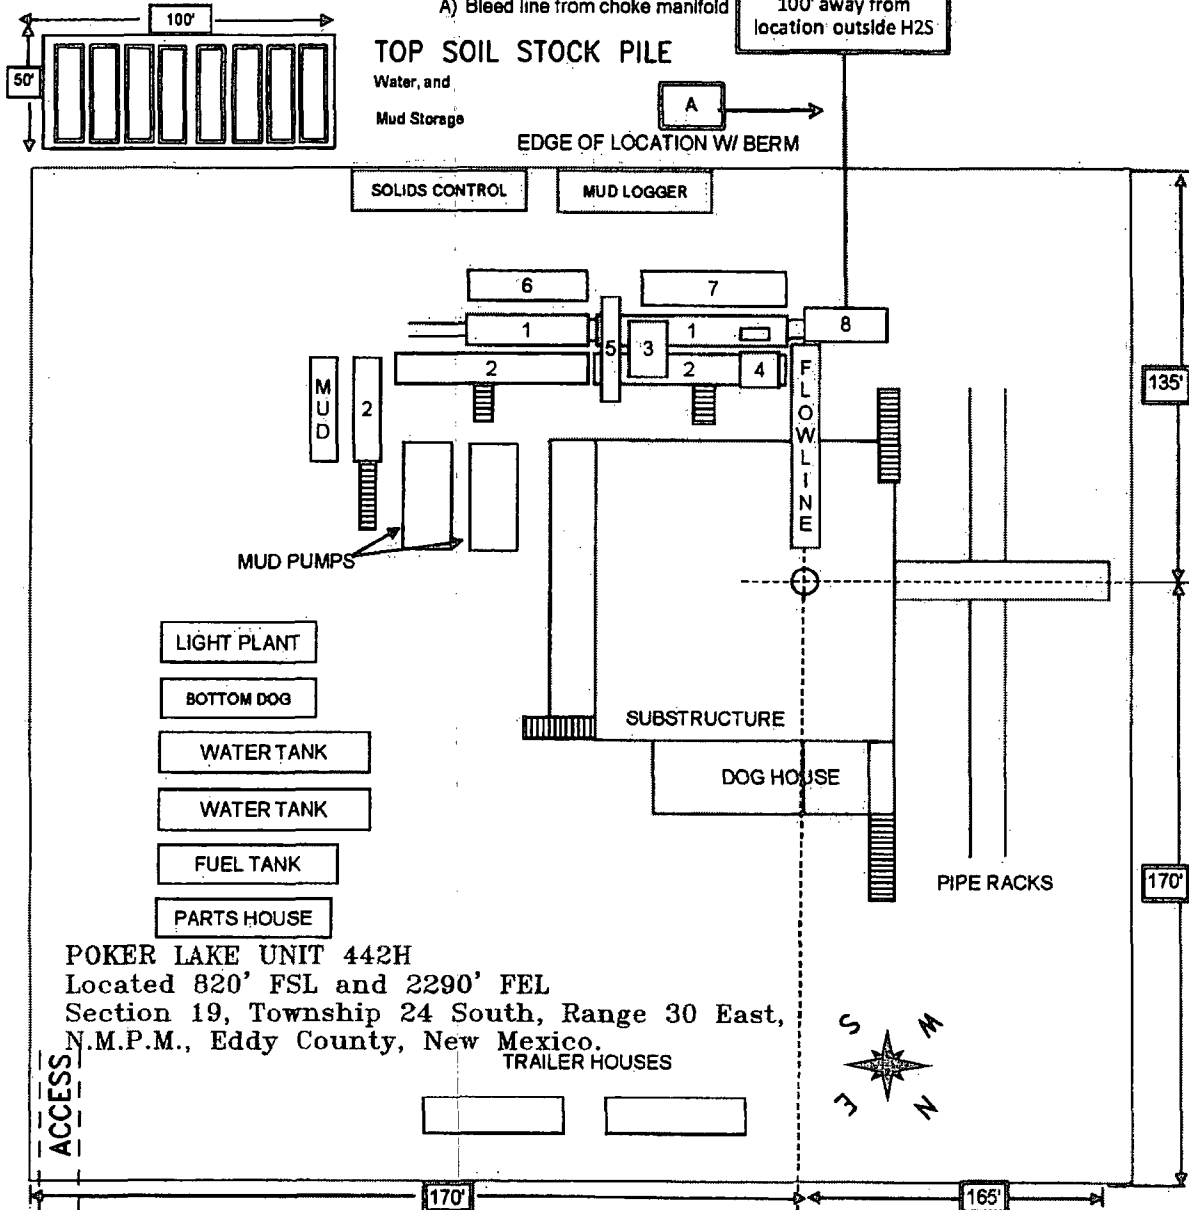 A) Bleed line from choke manifold
100' away from
location outside H2S
100'
50'
TOP SOIL STOCK PILE
Water, and
Mud Storage
A
EDGE OF LOCATION W/ BERM
SOLIDS CONTROL
MUD LOGGER
6
7
1
1
8
5
3
2
2
4
MUD
2
FLOWLINE
135'
MUD PUMPS
LIGHT PLANT
BOTTOM DOG
SUBSTRUCTURE
WATER TANK
DOG HOUSE
WATER TANK
FUEL TANK
PIPE RACKS
170'
PARTS HOUSE
POKER LAKE UNIT 442H
Located 820' FSL and 2290' FEL
Section 19, Township 24 South, Range 30 East,
N.M.P.M., Eddy County, New Mexico.
S
W
E
N
TRAILER HOUSES
ACCESS
170'
165'